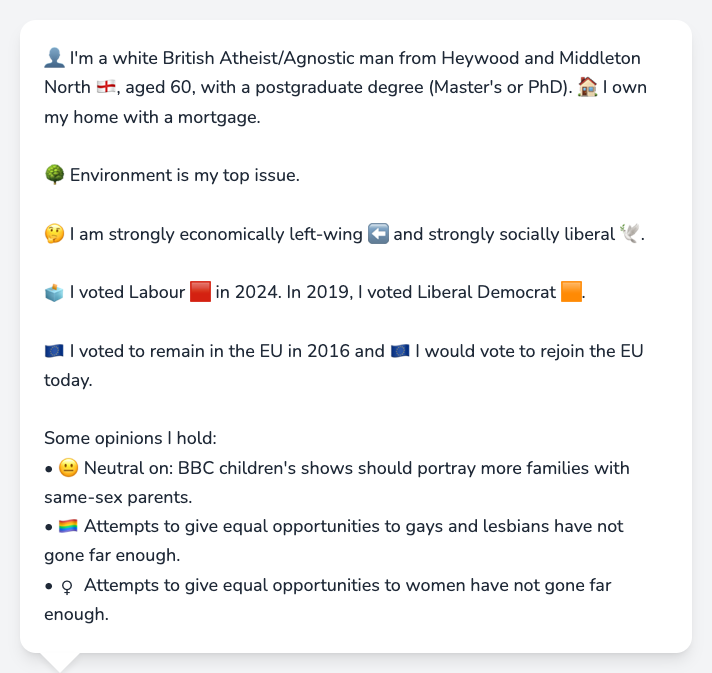 👤 I'm a white British Atheist/Agnostic man from Heywood and Middleton
North 🏴󠁧󠁢󠁥󠁮󠁧󠁿, aged 60, with a postgraduate degree (Master's or PhD). 🏠 I own
my home with a mortgage.
🌳 Environment is my top issue.
🤔 I am strongly economically left-wing ⬅️ and strongly socially liberal 🕊️.
🗳️ I voted Labour 🟥 in 2024. In 2019, I voted Liberal Democrat 🟧.
🇪🇺 I voted to remain in the EU in 2016 and 🇪🇺 I would vote to rejoin the EU
today.
Some opinions I hold:
• 😐 Neutral on: BBC children's shows should portray more families with
same-sex parents.
• 🏳️‍🌈 Attempts to give equal opportunities to gays and lesbians have not
gone far enough.
• ♀ Attempts to give equal opportunities to women have not gone far
enough.